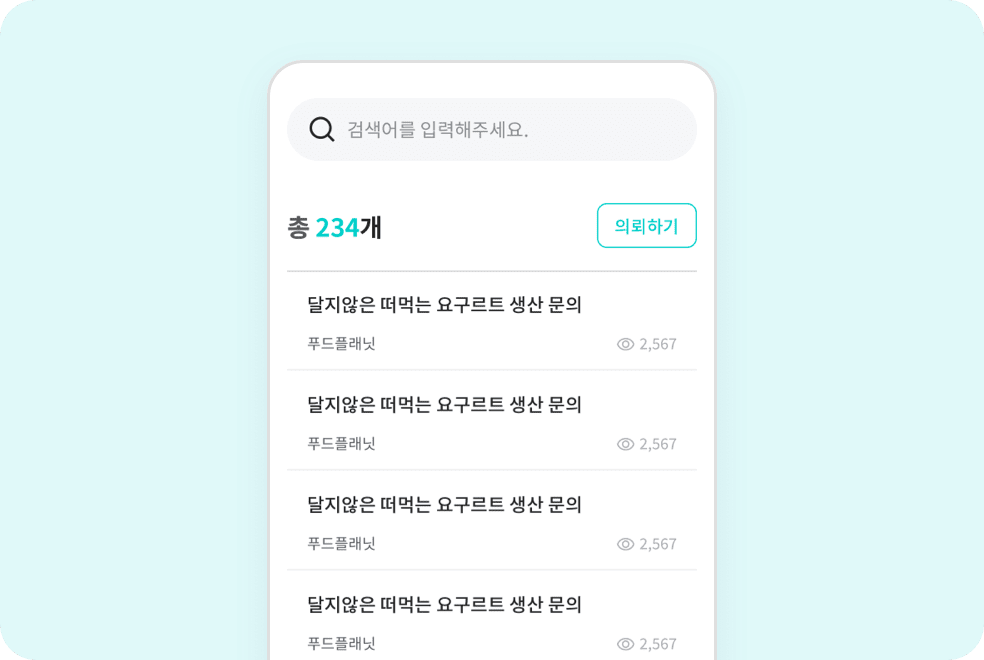 검색어를 입력해주세요.
총 234개
의뢰하기
달지않은 떠먹는 요구르트 생산 문의
푸드플래닛
2,567
달지않은 떠먹는 요구르트 생산 문의
푸드플래닛
2,567
달지않은 떠먹는 요구르트 생산 문의
푸드플래닛
2,567
달지않은 떠먹는 요구르트 생산 문의
푸드플래닛
2,567